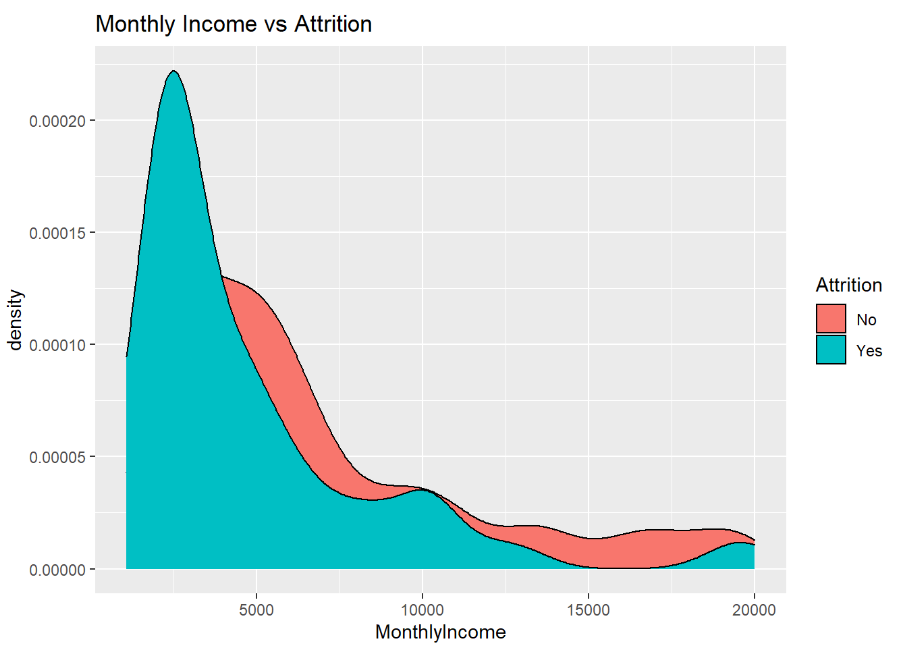 Monthly Income vs Attrition
density
0.00020
0.00015
0.00010
0.00005
0.00000
5000 10000 15000 20000
MonthlyIncome
Attrition
No
Yes